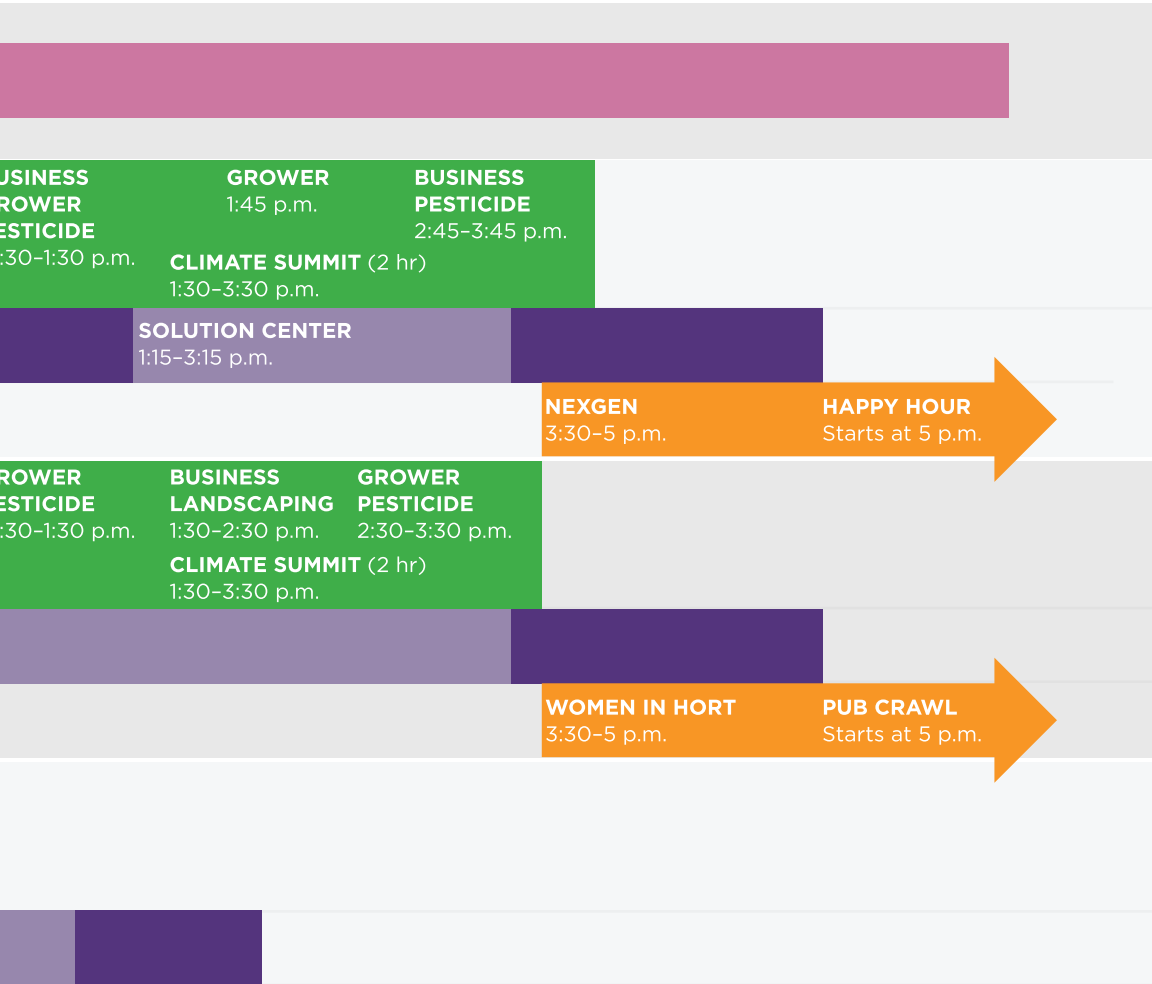 USINESS
ROWER
ESTICIDE
:30–1:30 p.m.
GROWER
1:45 p.m.
BUSINESS
PESTICIDE
2:45–3:45 p.m.
CLIMATE SUMMIT (2 hr)
1:30–3:30 p.m.
SOLUTION CENTER
1:15–3:15 p.m.
NEXGEN
3:30–5 p.m.
HAPPY HOUR
Starts at 5 p.m.
ROWER
ESTICIDE
:30–1:30 p.m.
BUSINESS
LANDSCAPING
1:30–2:30 p.m.
GROWER
PESTICIDE
2:30–3:30 p.m.
CLIMATE SUMMIT (2 hr)
1:30–3:30 p.m.
WOMEN IN HORT
3:30–5 p.m.
PUB CRAWL
Starts at 5 p.m.